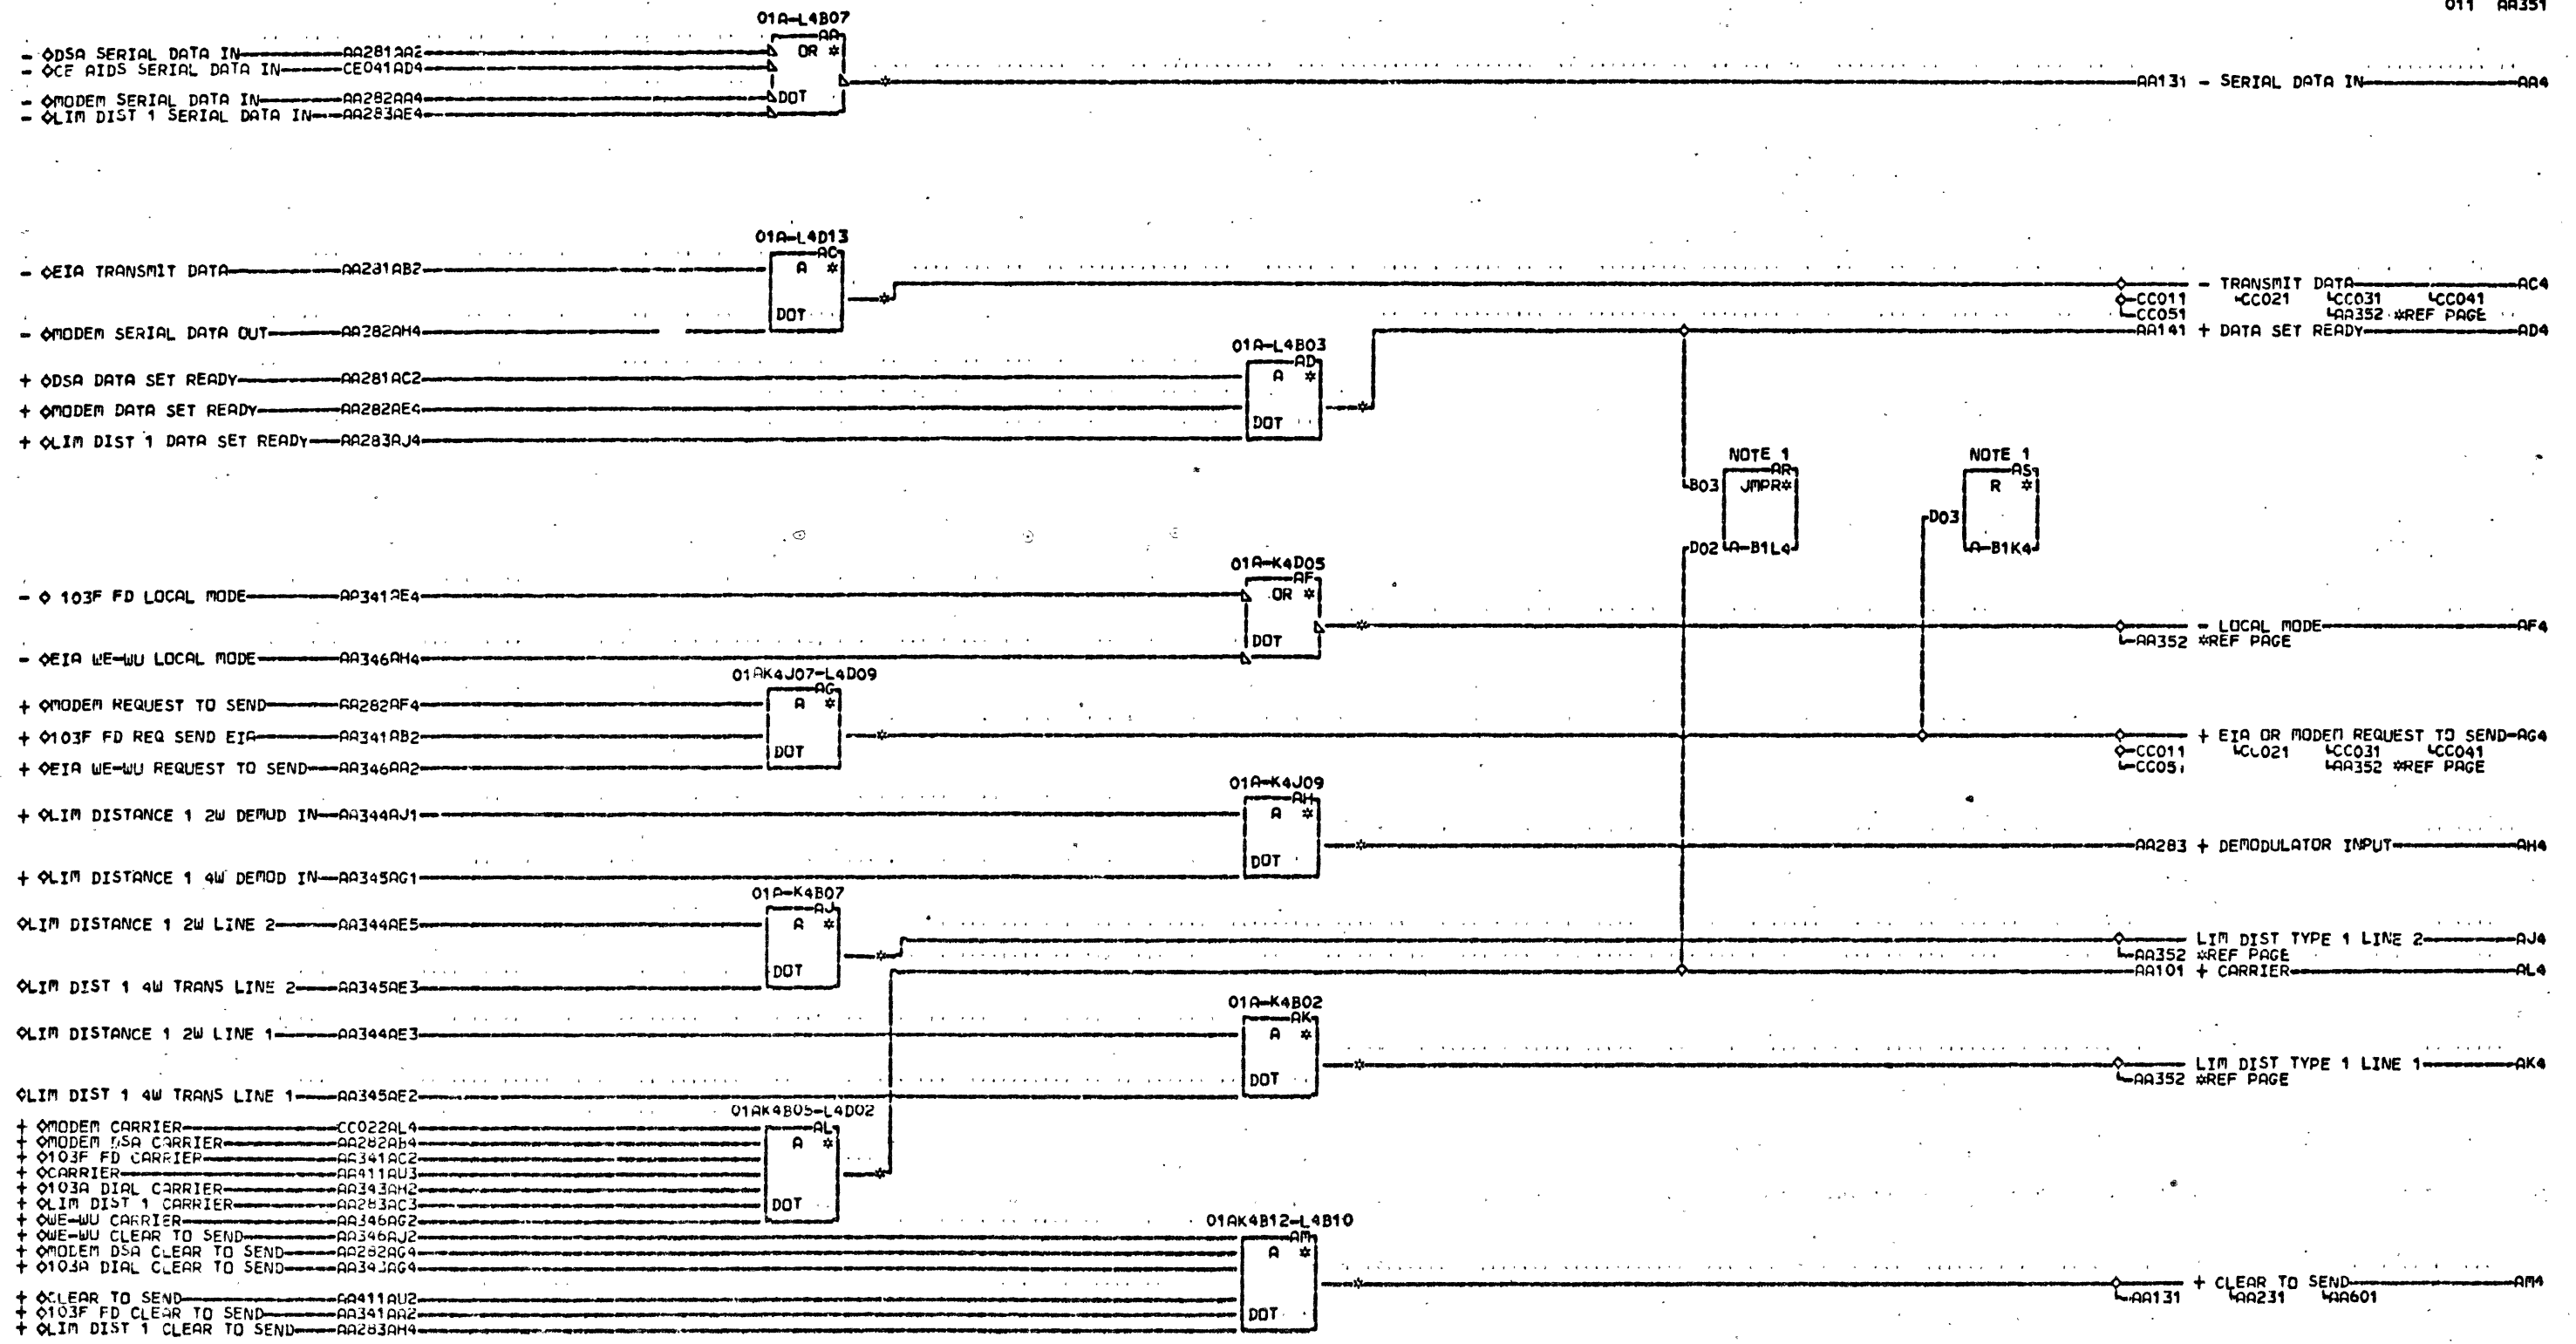 011 AA351
01A-L4B07
AA
- ◇DSA SERIAL DATA IN AA281AA2 OR *
- ◇CE AIDS SERIAL DATA IN CE041AD4
AA131 - SERIAL DATA IN AA4
- ◇MODEM SERIAL DATA IN AA282AA4 DOT
- ◇LIM DIST 1 SERIAL DATA IN AA283AE4
01A-L4D13
AC
- ◇EIA TRANSMIT DATA AA281AB2 A *
- TRANSMIT DATA AC4
CC011 CC021 CC031 CC041
DOT
CC051 AA352 *REF PAGE
- ◇MODEM SERIAL DATA OUT AA282AH4
AA141 + DATA SET READY AD4
01A-L4B03
AD
+ ◇DSA DATA SET READY AA281AC2 A *
+ ◇MODEM DATA SET READY AA282AE4
DOT
+ ◇LIM DIST 1 DATA SET READY AA283AJ4
NOTE 1 NOTE 1
AR AS
B03 JMPR* R *
D03
D02 A-B1L4 A-B1K4
01A-K4D05
AF
- ◇ 103F FD LOCAL MODE AA341AE4 OR *
- LOCAL MODE AF4
DOT AA352 *REF PAGE
- ◇EIA WE-WU LOCAL MODE AA346AH4
01AK4J07-L4D09
AG
+ ◇MODEM REQUEST TO SEND AA282AF4 A *
+ ◇103F FD REQ SEND EIA AA341AB2
+ EIA OR MODEM REQUEST TO SEND AG4
DOT CC011 CC021 CC031 CC041
+ ◇EIA WE-WU REQUEST TO SEND AA346AA2
CC051 AA352 *REF PAGE
01A-K4J09
AH
+ ◇LIM DISTANCE 1 2W DEMUD IN AA344AJ1 A *
AA283 + DEMODULATOR INPUT AH4
DOT
+ ◇LIM DISTANCE 1 4W DEMOD IN AA345AG1
01A-K4B07
AJ
◇LIM DISTANCE 1 2W LINE 2 AA344AE5 A *
LIM DIST TYPE 1 LINE 2 AJ4
AA352 *REF PAGE
DOT AA101 + CARRIER AL4
◇LIM DIST 1 4W TRANS LINE 2 AA345AE3
01A-K4B02
AK
◇LIM DISTANCE 1 2W LINE 1 AA344AE3 A *
LIM DIST TYPE 1 LINE 1 AK4
DOT AA352 *REF PAGE
◇LIM DIST 1 4W TRANS LINE 1 AA345AE2
01AK4B05-L4D02
+ ◇MODEM CARRIER CC022AL4 AL
+ ◇MODEM DSA CARRIER AA282AB4 A *
+ ◇103F FD CARRIER AA341AC2
+ ◇CARRIER AA411AU3
+ ◇103A DIAL CARRIER AA343AH2
+ ◇LIM DIST 1 CARRIER AA283AC3 DOT
+ ◇WE-WU CARRIER AA346AG2
01AK4B12-L4B10
+ ◇WE-WU CLEAR TO SEND AA346AJ2 AM
+ ◇MODEM DSA CLEAR TO SEND AA282AG4 A *
+ ◇103A DIAL CLEAR TO SEND AA343AG4
+ CLEAR TO SEND AM4
+ ◇CLEAR TO SEND AA411AU2 AA131 AA231 AA601
+ ◇103F FD CLEAR TO SEND AA341AA2 DOT
+ ◇LIM DIST 1 CLEAR TO SEND AA283AH4